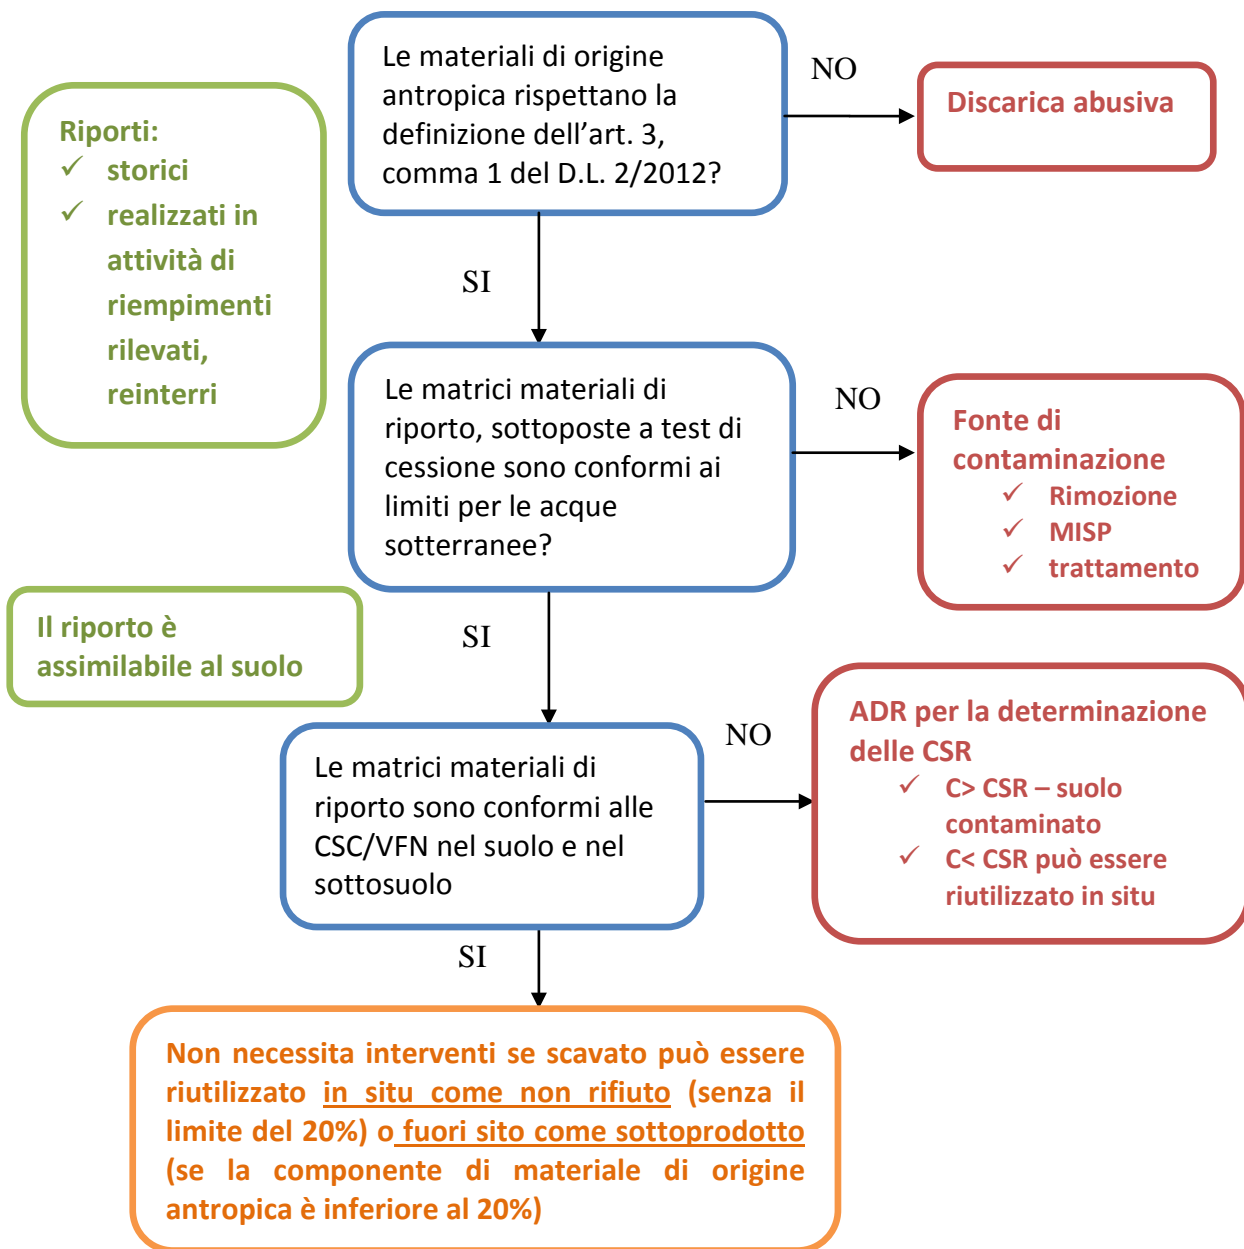 Le materiali di origine
antropica rispettano la
definizione dell’art. 3,
comma 1 del D.L. 2/2012?
NO
Discarica abusiva
Riporti:
✓ storici
✓ realizzati in
attività di
riempimenti
rilevati,
reinterri
SI
Le matrici materiali di
riporto, sottoposte a test di
cessione sono conformi ai
limiti per le acque
sotterranee?
NO
Fonte di
contaminazione
✓ Rimozione
✓ MISP
✓ trattamento
Il riporto è
assimilabile al suolo
SI
Le matrici materiali di
riporto sono conformi alle
CSC/VFN nel suolo e nel
sottosuolo
NO
ADR per la determinazione
delle CSR
✓ C> CSR – suolo
contaminato
✓ C< CSR può essere
riutilizzato in situ
SI
Non necessita interventi se scavato può essere
riutilizzato in situ come non rifiuto (senza il
limite del 20%) o fuori sito come sottoprodotto
(se la componente di materiale di origine
antropica è inferiore al 20%)